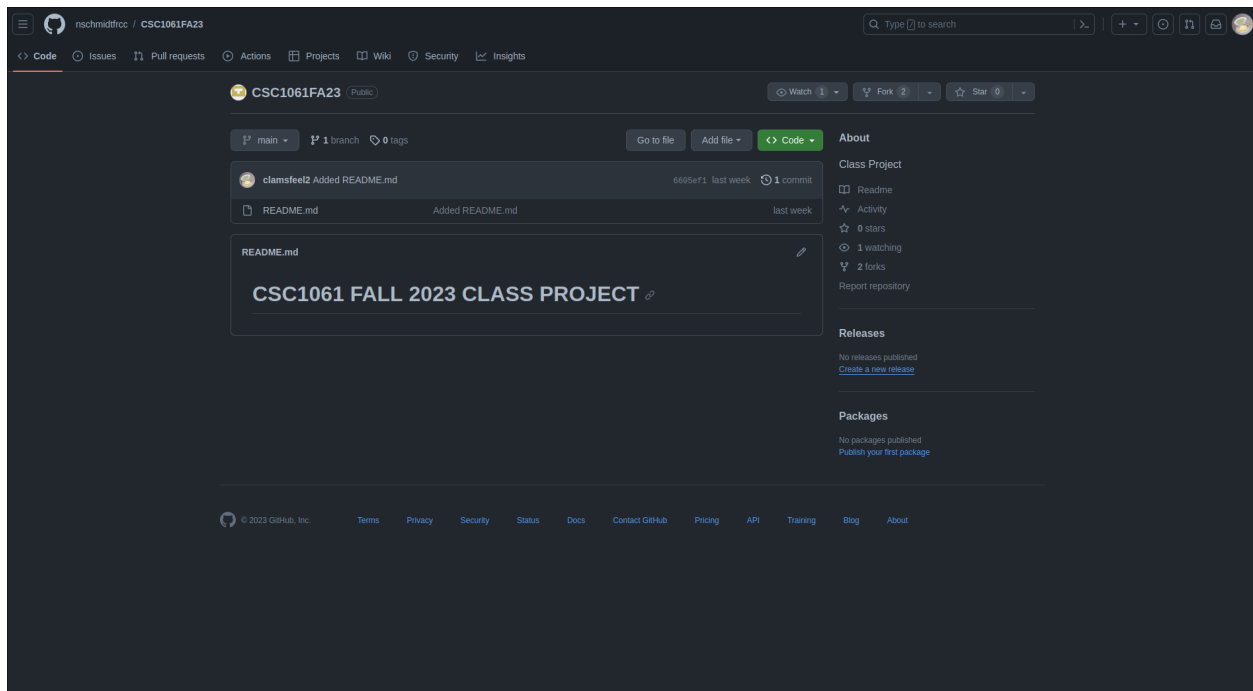 nschmidtfrcc / CSC1061FA23 Type / to search
Code Issues Pull requests Actions Projects Wiki Security Insights
CSC1061FA23 Public Watch 1 Fork 2 Star 0
main 1 branch 0 tags Go to file Add file Code
clamsfeel2 Added README.md 6605ef1 last week 1 commit
README.md Added README.md last week
README.md
CSC1061 FALL 2023 CLASS PROJECT
About
Class Project
Readme
Activity
0 stars
1 watching
2 forks
Report repository
Releases
No releases published
Create a new release
Packages
No packages published
Publish your first package
© 2023 GitHub, Inc. Terms Privacy Security Status Docs Contact GitHub Pricing API Training Blog About